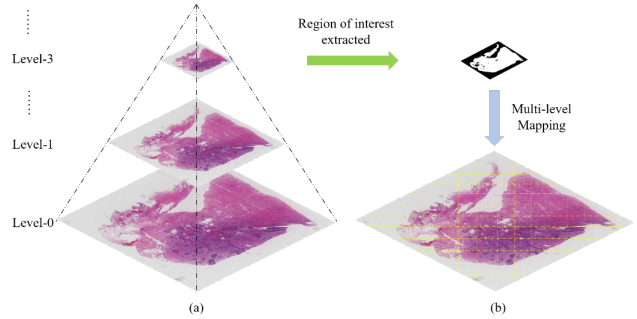 Region of interest
extracted
Level-3
Multi-level
Mapping
Level-1
Level-0
(a)
(b)